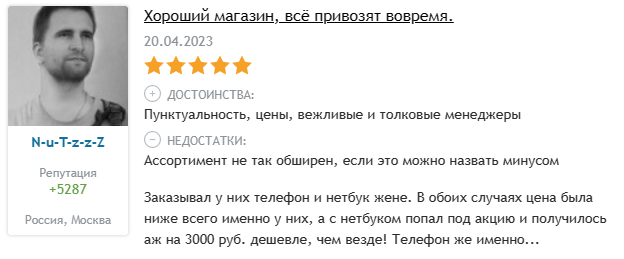 Хороший магазин, всё привозят вовремя.
20.04.2023
ДОСТОИНСТВА:
Пунктуальность, цены, вежливые и толковые менеджеры
N-u-T-z-z-Z
НЕДОСТАТКИ:
Ассортимент не так обширен, если это можно назвать минусом
Репутация
+5287
Россия, Москва
Заказывал у них телефон и нетбук жене. В обоих случаях цена была
ниже всего именно у них, а с нетбуком попал под акцию и получилось
аж на 3000 руб. дешевле, чем везде! Телефон же именно...